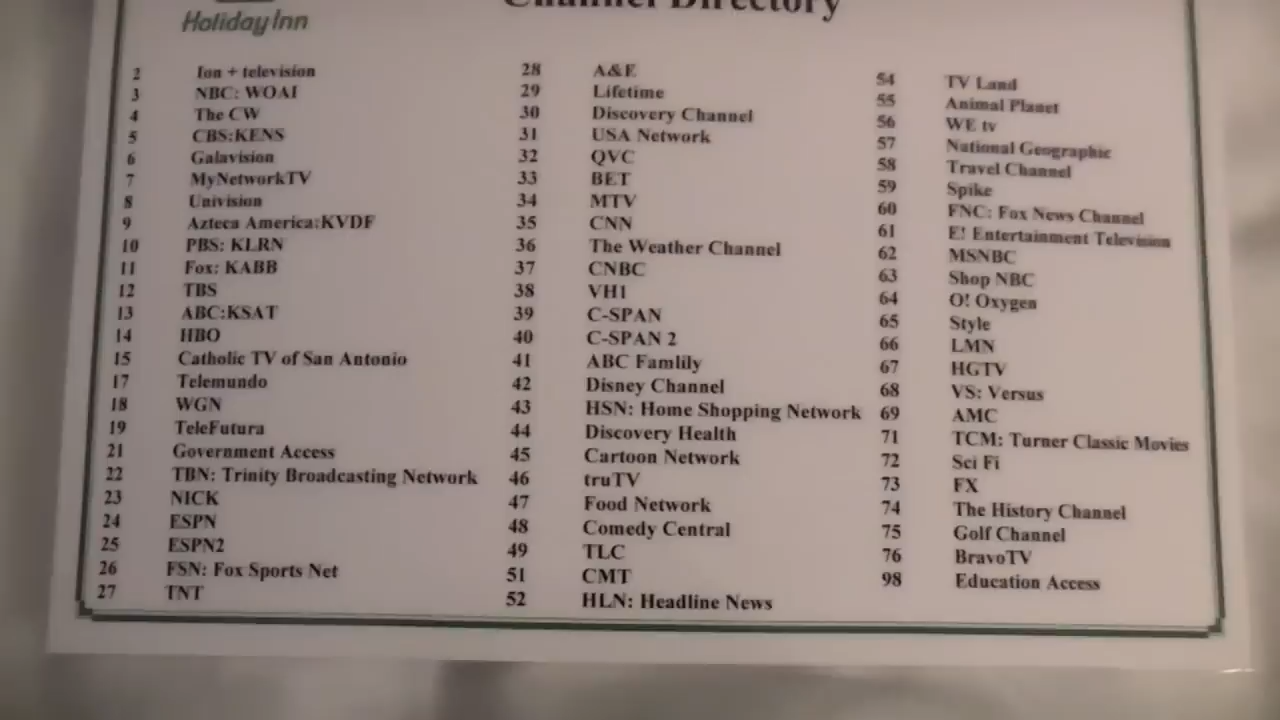 Channel Directory
Holiday Inn
2 Ion + television
3 NBC: WOAI
4 The CW
5 CBS:KENS
6 Galavision
7 MyNetworkTV
8 Univision
9 Azteca America:KVDF
10 PBS: KLRN
11 Fox: KABB
12 TBS
13 ABC:KSAT
14 HBO
15 Catholic TV of San Antonio
17 Telemundo
18 WGN
19 TeleFutura
21 Government Access
22 TBN: Trinity Broadcasting Network
23 NICK
24 ESPN
25 ESPN2
26 FSN: Fox Sports Net
27 TNT
28 A&E
29 Lifetime
30 Discovery Channel
31 USA Network
32 QVC
33 BET
34 MTV
35 CNN
36 The Weather Channel
37 CNBC
38 VH1
39 C-SPAN
40 C-SPAN 2
41 ABC Famlily
42 Disney Channel
43 HSN: Home Shopping Network
44 Discovery Health
45 Cartoon Network
46 truTV
47 Food Network
48 Comedy Central
49 TLC
51 CMT
52 HLN: Headline News
54 TV Land
55 Animal Planet
56 WE tv
57 National Geographic
58 Travel Channel
59 Spike
60 FNC: Fox News Channel
61 E! Entertainment Television
62 MSNBC
63 Shop NBC
64 O! Oxygen
65 Style
66 LMN
67 HGTV
68 VS: Versus
69 AMC
71 TCM: Turner Classic Movies
72 Sci Fi
73 FX
74 The History Channel
75 Golf Channel
76 BravoTV
98 Education Access